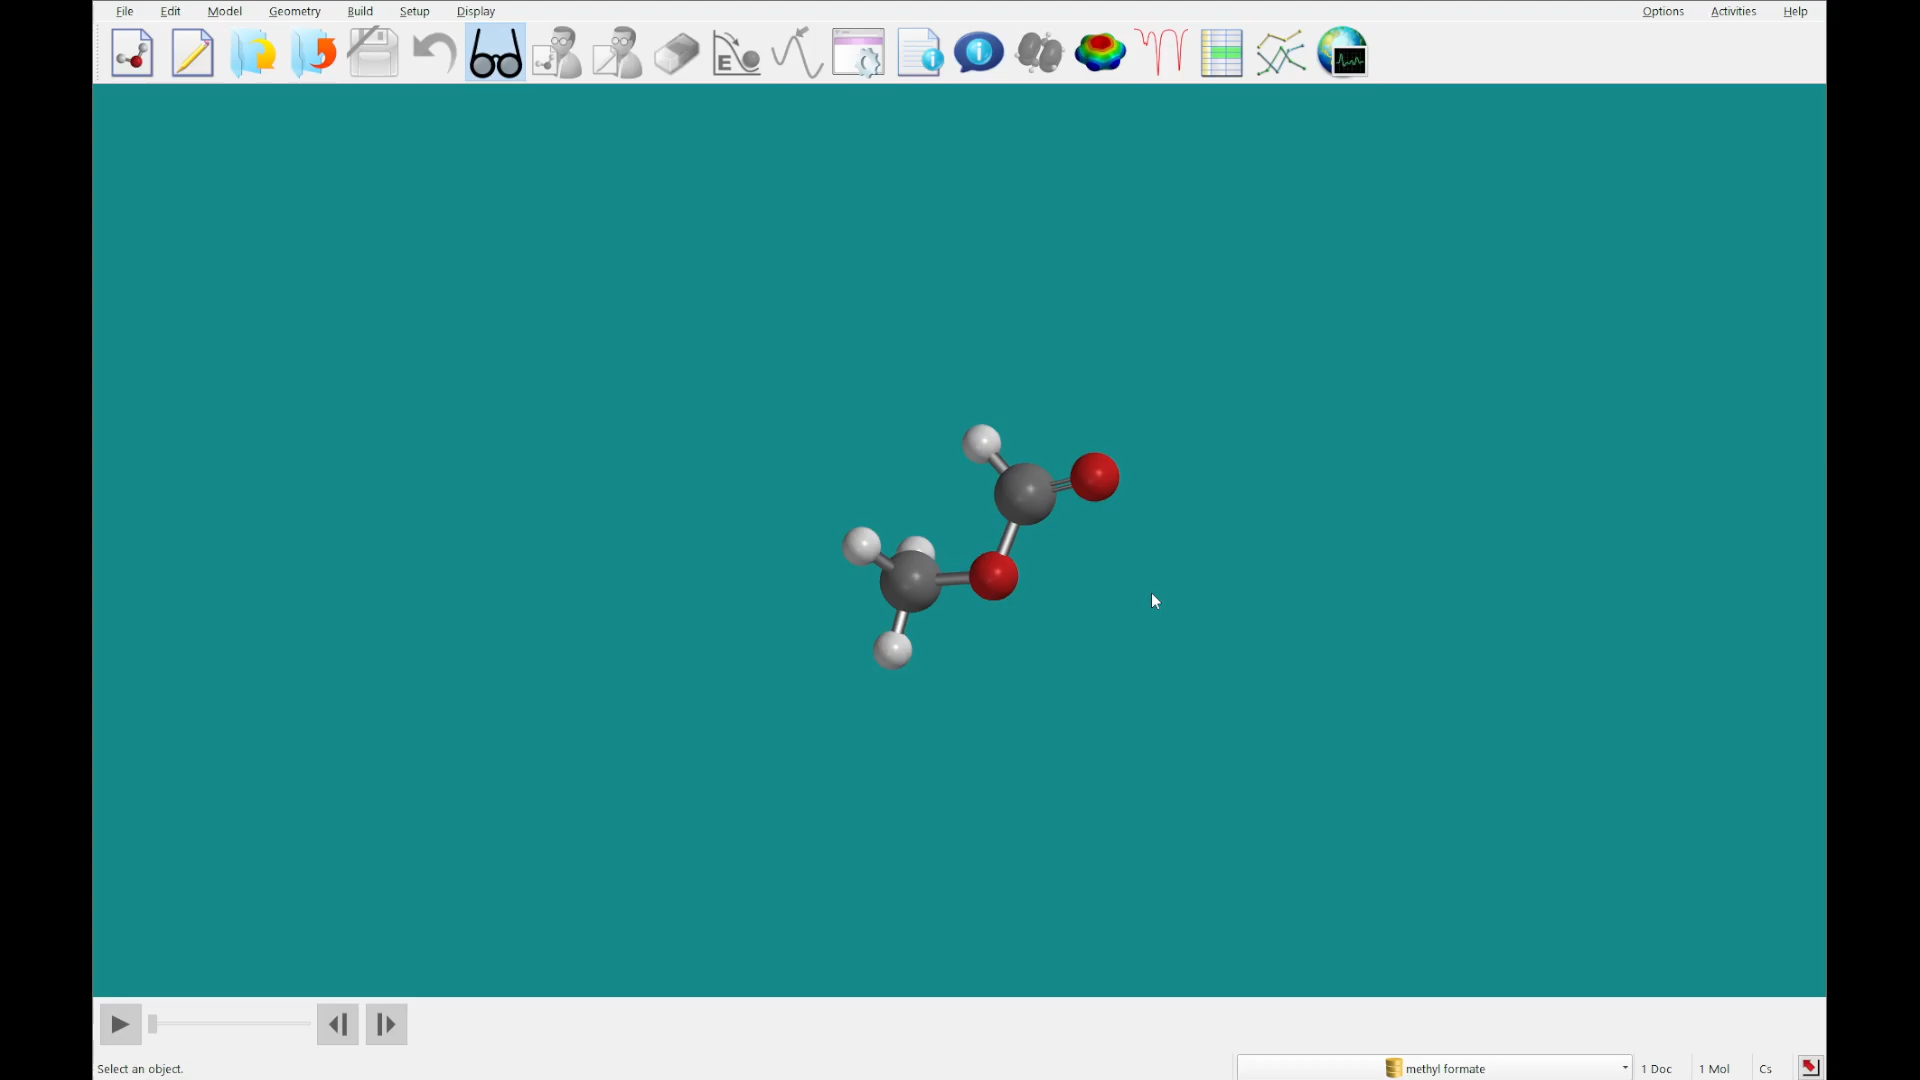 File Edit Model Geometry Build Setup Display Options Activities Help
E
Select an object. methyl formate 1 Doc 1 Mol Cs